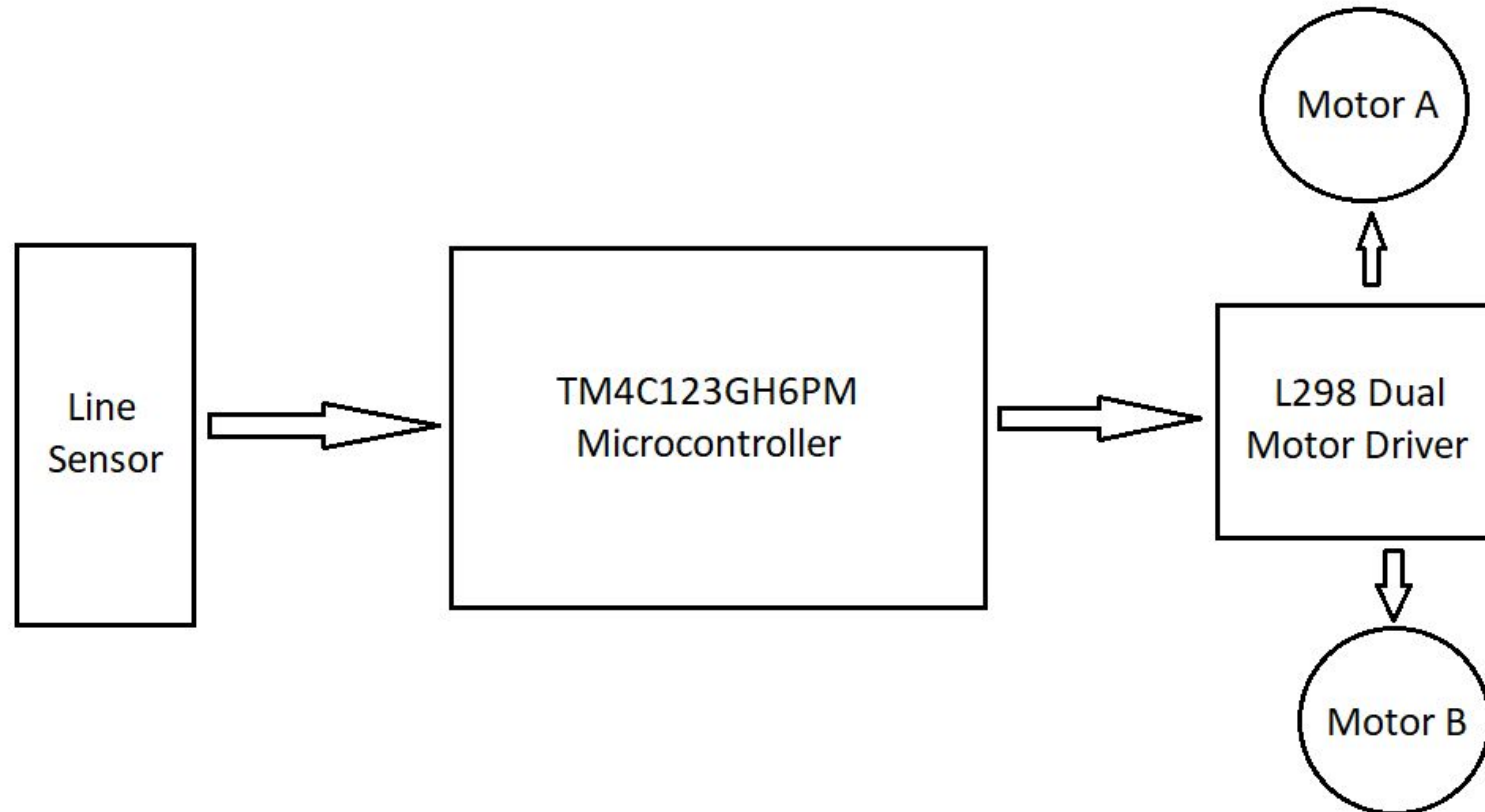 Motor A
Line
Sensor
TM4C123GH6PM
Microcontroller
L298 Dual
Motor Driver
Motor B